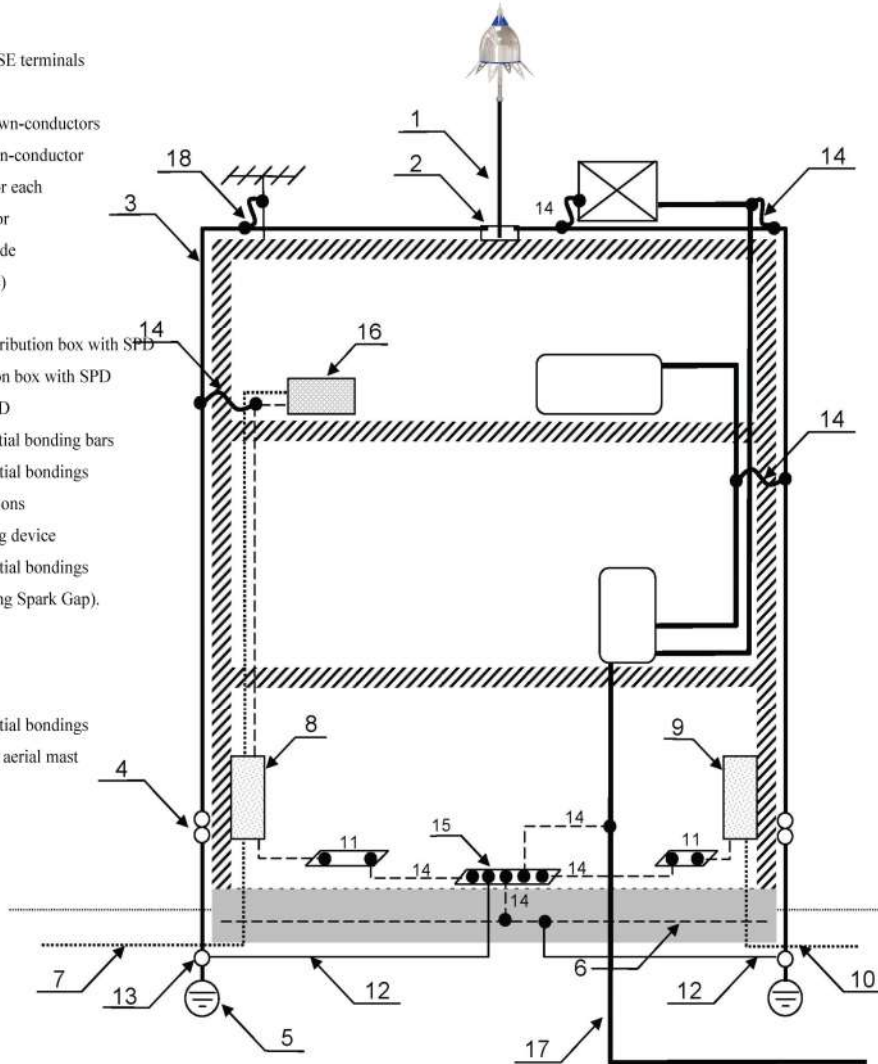 SE terminals
wn-conductors
n-conductor
r each
or
de
)
ribution box with SPD
on box with SPD
D
tial bonding bars
tial bondings
ons
g device
tial bondings
ng Spark Gap).
tial bondings
aerial mast
1
2
18
3
14
14
14
16
14
8
9
4
15
14
11
11
14
14
14
7
13
12
6
12
10
5
17